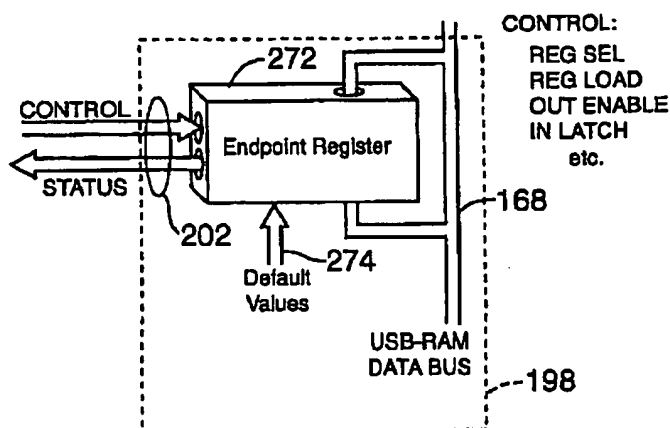 CONTROL:
REG SEL
REG LOAD
OUT ENABLE
IN LATCH
etc.
272
CONTROL
Endpoint Register
STATUS
202
274
168
Default
Values
USB-RAM
DATA BUS
198